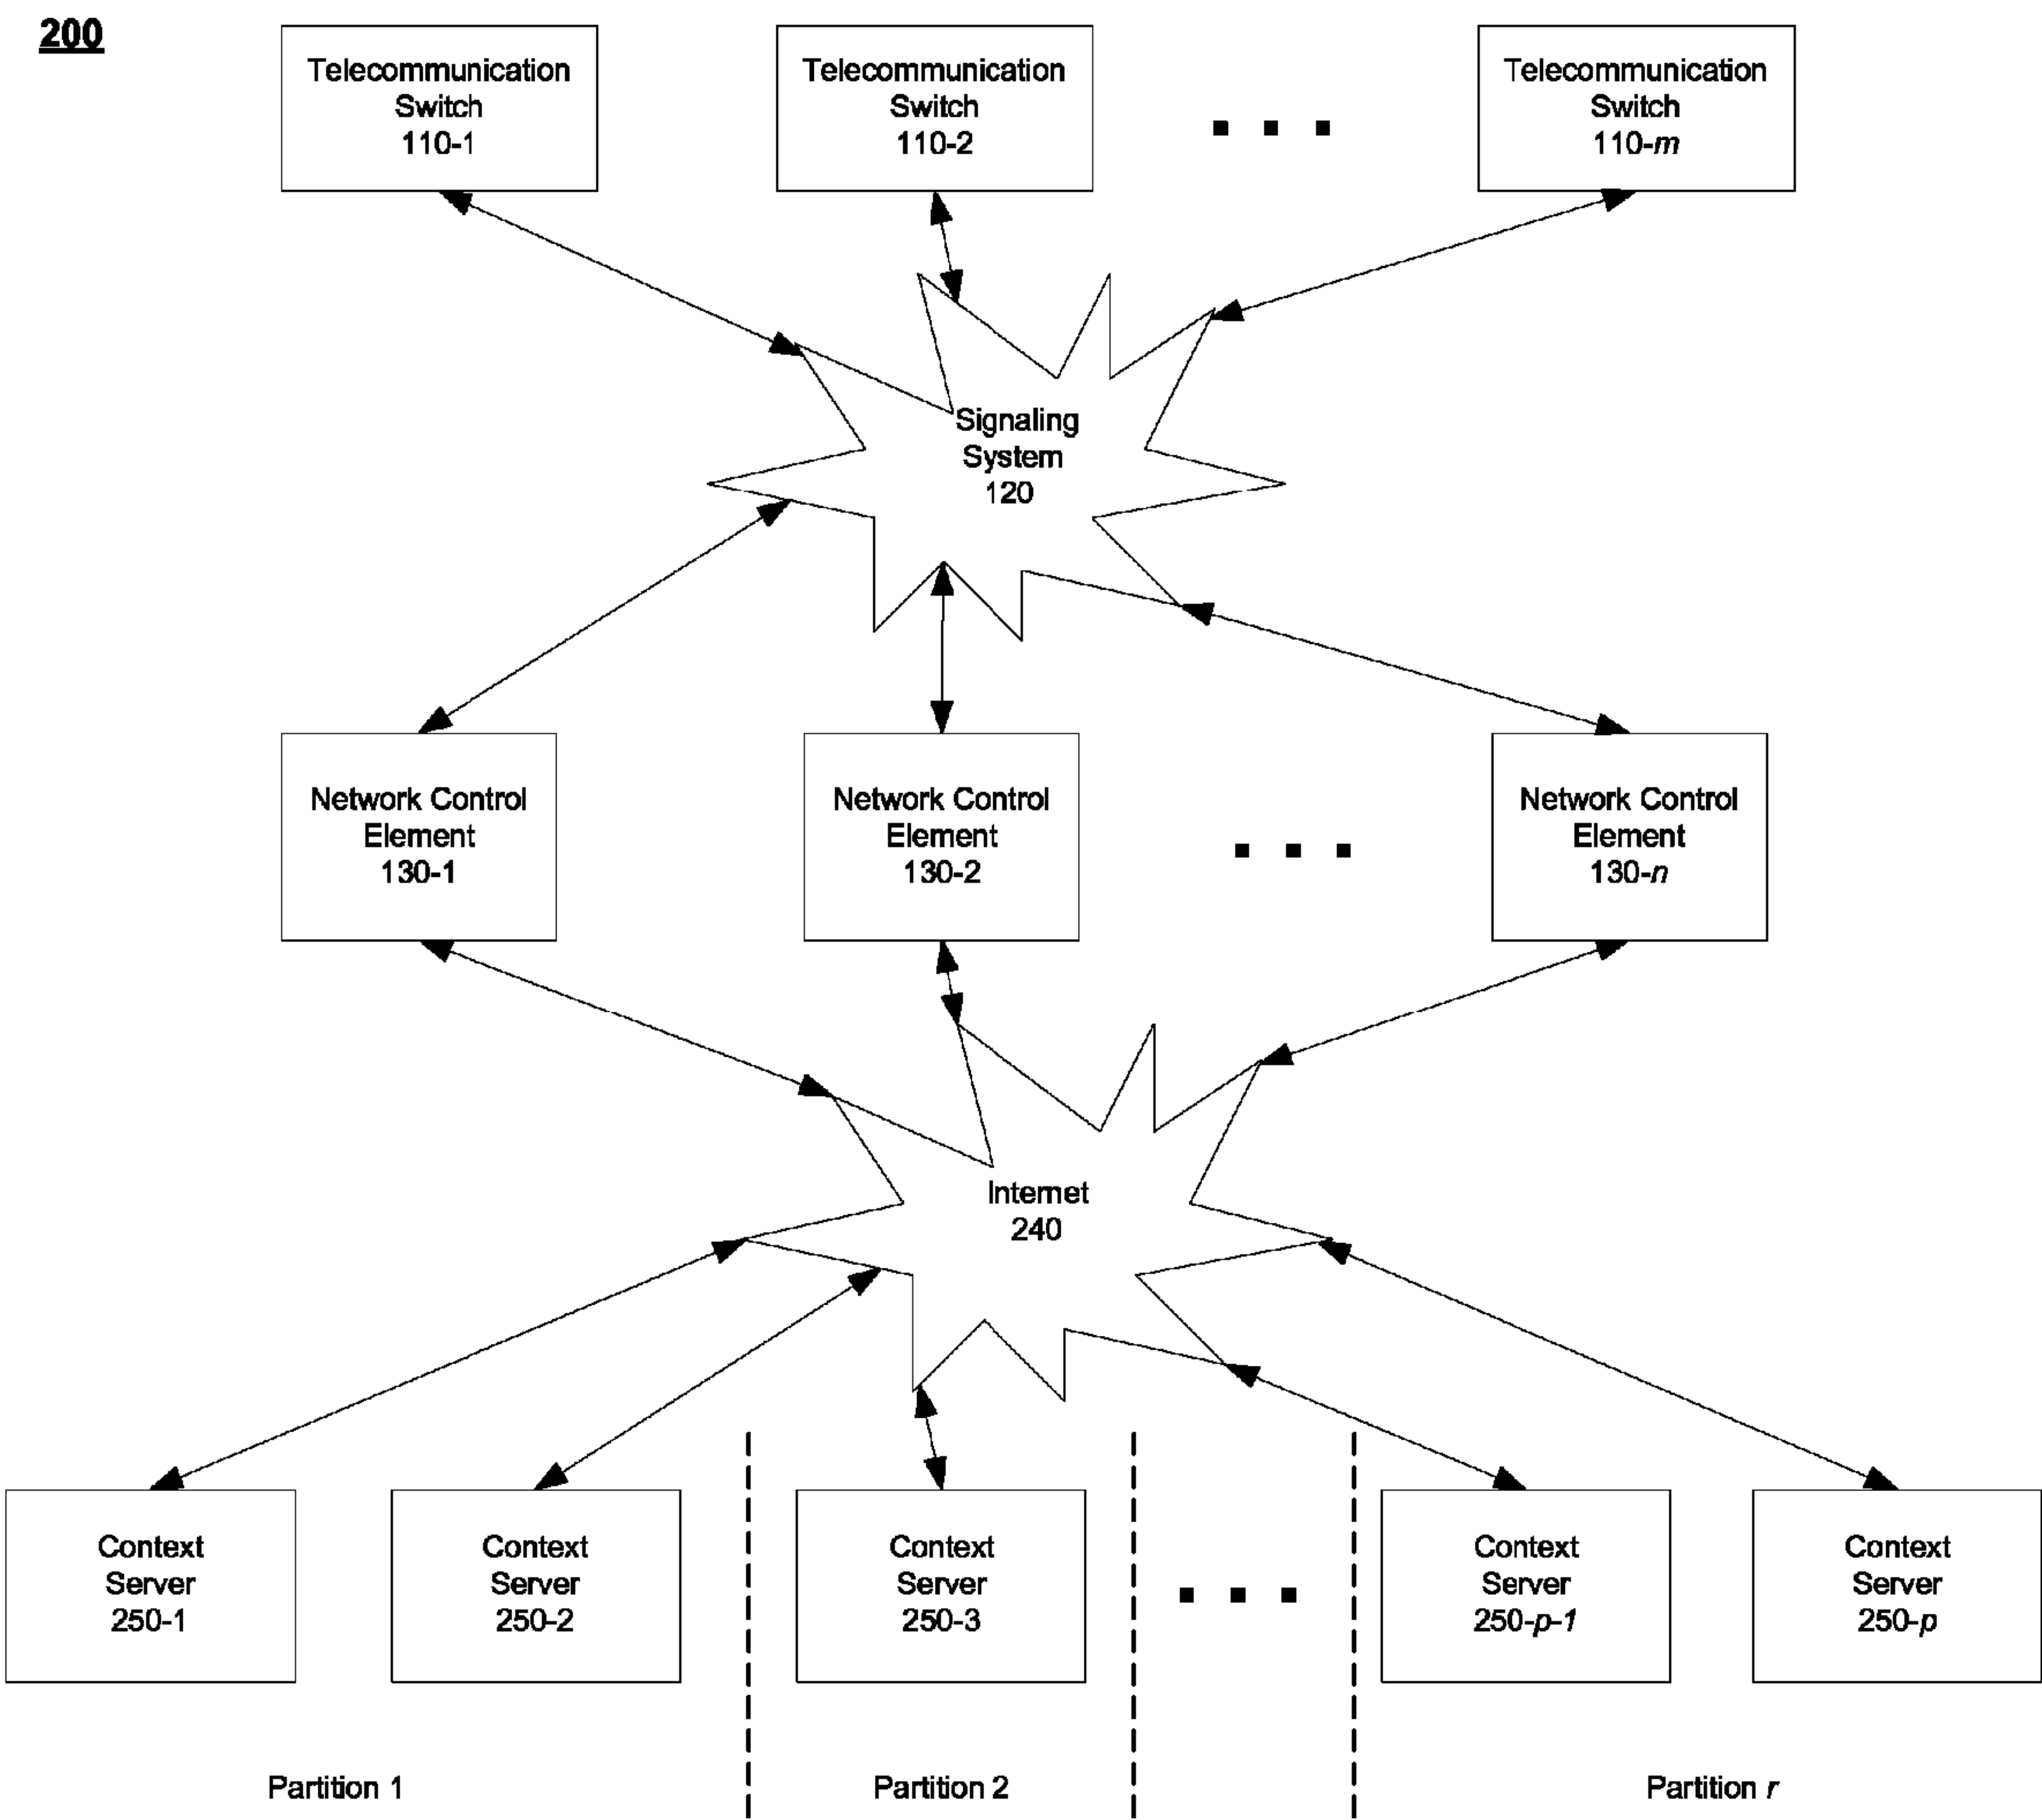 200
Telecommunication
Switch
110-1
Telecommunication
Switch
110-2
Telecommunication
Switch
110-m
Signaling
System
120
Network Control
Element
130-1
Network Control
Element
130-2
Network Control
Element
130-n
Internet
240
Context
Server
250-1
Context
Server
250-2
Context
Server
250-3
Context
Server
250-p-1
Context
Server
250-p
Partition 1
Partition 2
Partition r